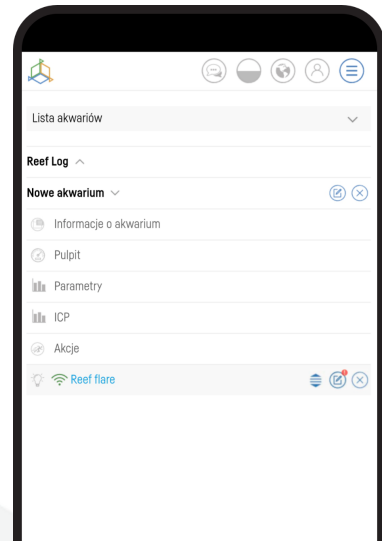 Lista akwariów
Reef Log
Nowe akwarium
Informacje o akwarium
Pulpit
Parametry
ICP
Akcje
Reef flare